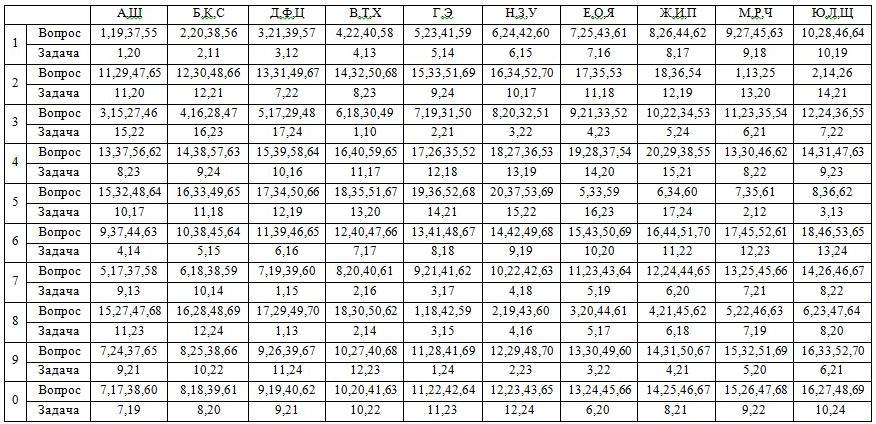 А,Ш Б,К,С Д,Ф,Ц В,Т,Х Г,Э Н,З,У Е,О,Я Ж,И,П М,Р,Ч Ю,Л,Щ
1 Вопрос 1,19,37,55 2,20,38,56 3,21,39,57 4,22,40,58 5,23,41,59 6,24,42,60 7,25,43,61 8,26,44,62 9,27,45,63 10,28,46,64
Задача 1,20 2,11 3,12 4,13 5,14 6,15 7,16 8,17 9,18 10,19
2 Вопрос 11,29,47,65 12,30,48,66 13,31,49,67 14,32,50,68 15,33,51,69 16,34,52,70 17,35,53 18,36,54 1,13,25 2,14,26
Задача 11,20 12,21 7,22 8,23 9,24 10,17 11,18 12,19 13,20 14,21
3 Вопрос 3,15,27,46 4,16,28,47 5,17,29,48 6,18,30,49 7,19,31,50 8,20,32,51 9,21,33,52 10,22,34,53 11,23,35,54 12,24,36,55
Задача 15,22 16,23 17,24 1,10 2,21 3,22 4,23 5,24 6,21 7,22
4 Вопрос 13,37,56,62 14,38,57,63 15,39,58,64 16,40,59,65 17,26,35,52 18,27,36,53 19,28,37,54 20,29,38,55 13,30,46,62 14,31,47,63
Задача 8,23 9,24 10,16 11,17 12,18 13,19 14,20 15,21 8,22 9,23
5 Вопрос 15,32,48,64 16,33,49,65 17,34,50,66 18,35,51,67 19,36,52,68 20,37,53,69 5,33,59 6,34,60 7,35,61 8,36,62
Задача 10,17 11,18 12,19 13,20 14,21 15,22 16,23 17,24 2,12 3,13
6 Вопрос 9,37,44,63 10,38,45,64 11,39,46,65 12,40,47,66 13,41,48,67 14,42,49,68 15,43,50,69 16,44,51,70 17,45,52,61 18,46,53,65
Задача 4,14 5,15 6,16 7,17 8,18 9,19 10,20 11,22 12,23 13,24
7 Вопрос 5,17,37,58 6,18,38,59 7,19,39,60 8,20,40,61 9,21,41,62 10,22,42,63 11,23,43,64 12,24,44,65 13,25,45,66 14,26,46,67
Задача 9,13 10,14 1,15 2,16 3,17 4,18 5,19 6,20 7,21 8,22
8 Вопрос 15,27,47,68 16,28,48,69 17,29,49,70 18,30,50,62 1,18,42,59 2,19,43,60 3,20,44,61 4,21,45,62 5,22,46,63 6,23,47,64
Задача 11,23 12,24 1,13 2,14 3,15 4,16 5,17 6,18 7,19 8,20
9 Вопрос 7,24,37,65 8,25,38,66 9,26,39,67 10,27,40,68 11,28,41,69 12,29,48,70 13,30,49,60 14,31,50,67 15,32,51,69 16,33,52,70
Задача 9,21 10,22 11,24 12,23 1,24 2,23 3,22 4,21 5,20 6,21
0 Вопрос 7,17,38,60 8,18,39,61 9,19,40,62 10,20,41,63 11,22,42,64 12,23,43,65 13,24,45,66 14,25,46,67 15,26,47,68 16,27,48,69
Задача 7,19 8,20 9,21 10,22 11,23 12,24 6,20 8,21 9,22 10,24